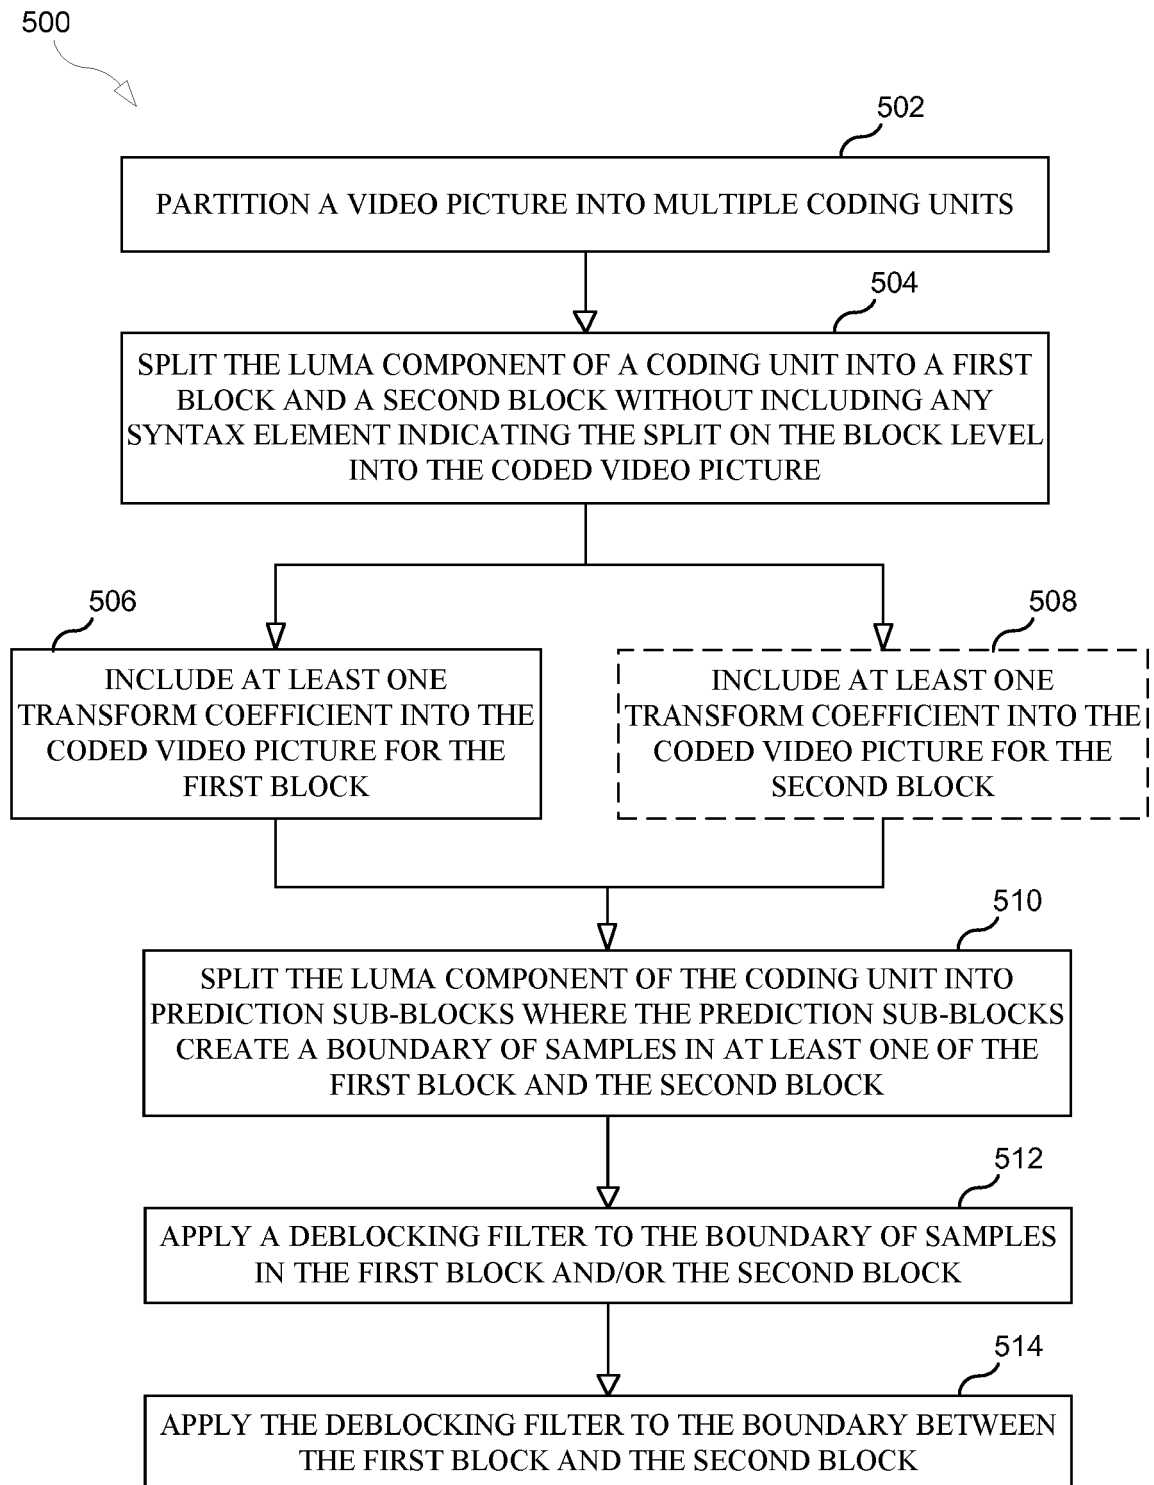 500
502
PARTITION A VIDEO PICTURE INTO MULTIPLE CODING UNITS
504
SPLIT THE LUMA COMPONENT OF A CODING UNIT INTO A FIRST
BLOCK AND A SECOND BLOCK WITHOUT INCLUDING ANY
SYNTAX ELEMENT INDICATING THE SPLIT ON THE BLOCK LEVEL
INTO THE CODED VIDEO PICTURE
506
INCLUDE AT LEAST ONE
TRANSFORM COEFFICIENT INTO THE
CODED VIDEO PICTURE FOR THE
FIRST BLOCK
508
INCLUDE AT LEAST ONE
TRANSFORM COEFFICIENT INTO THE
CODED VIDEO PICTURE FOR THE
SECOND BLOCK
510
SPLIT THE LUMA COMPONENT OF THE CODING UNIT INTO
PREDICTION SUB-BLOCKS WHERE THE PREDICTION SUB-BLOCKS
CREATE A BOUNDARY OF SAMPLES IN AT LEAST ONE OF THE
FIRST BLOCK AND THE SECOND BLOCK
512
APPLY A DEBLOCKING FILTER TO THE BOUNDARY OF SAMPLES
IN THE FIRST BLOCK AND/OR THE SECOND BLOCK
514
APPLY THE DEBLOCKING FILTER TO THE BOUNDARY BETWEEN
THE FIRST BLOCK AND THE SECOND BLOCK